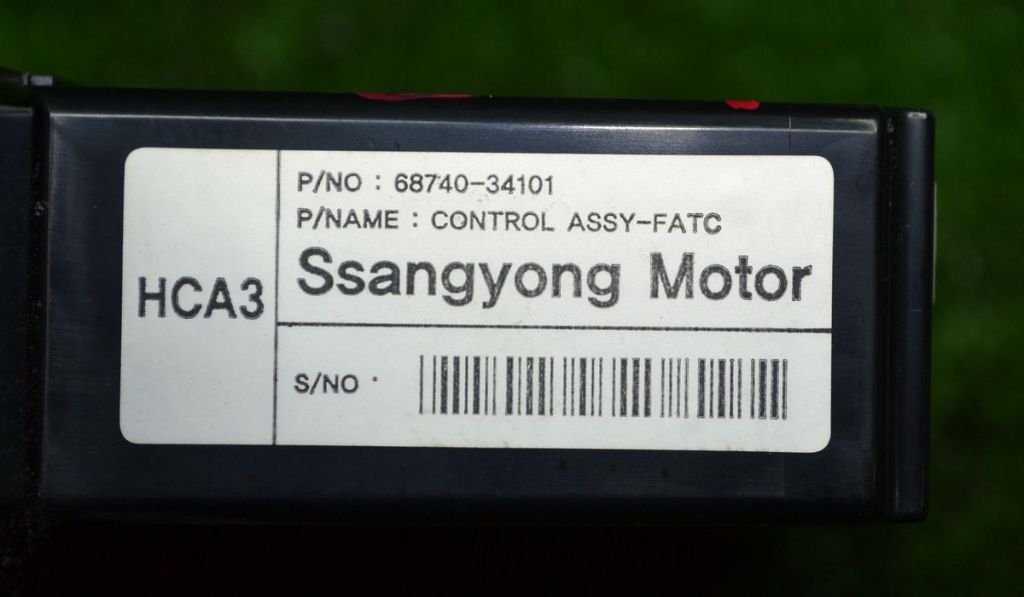 HCA3
P/NO : 68740-34101
P/NAME : CONTROL ASSY-FATC
Ssangyong Motor
S/NO